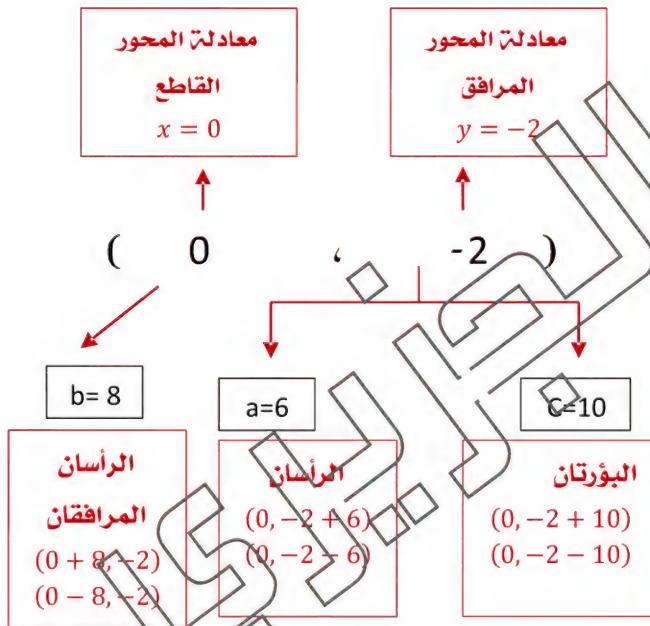 معادلة المحور
القاطع
x = 0
معادلة المحور
المرافق
y = −2
( 0 ، -2 )
b= 8
الرأسان
المرافقان
(0 + 8, −2)
(0 − 8, −2)
a=6
الرأسان
(0, −2 + 6)
(0, −2 − 6)
C=10
البؤرتان
(0, −2 + 10)
(0, −2 − 10)